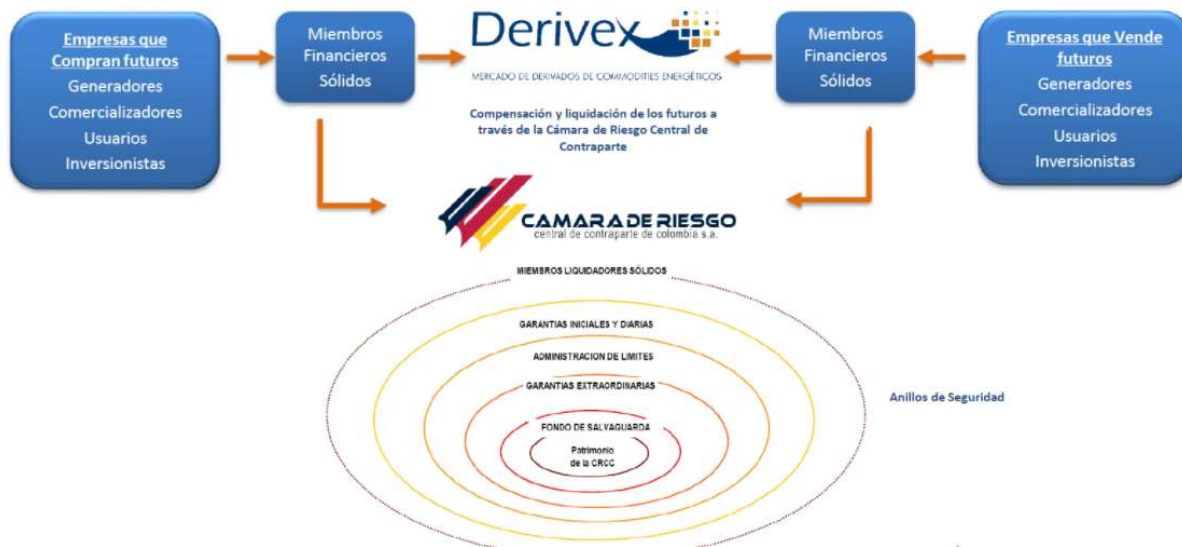 Empresas que
Compran futuros
Generadores
Comercializadores
Usuarios
Inversionistas
Miembros
Financieros
Sólidos
Derivex
MERCADO DE DERIVADOS DE COMMODITIES ENERGÉTICOS
Compensación y liquidación de los futuros a
través de la Cámara de Riesgo Central de
Contraparte
Miembros
Financieros
Sólidos
Empresas que Vende
futuros
Generadores
Comercializadores
Usuarios
Inversionistas
CAMARA DE RIESGO
central de contraparte de colombia s.a.
MIEMBROS LIQUIDADORES SÓLIDOS
GARANTIAS INICIALES Y DIARIAS
ADMINISTRACION DE LIMITES
GARANTIAS EXTRAORDINARIAS
FONDO DE SALVAGUARDA
Patrimonio
de la CRCC
Anillos de Seguridad